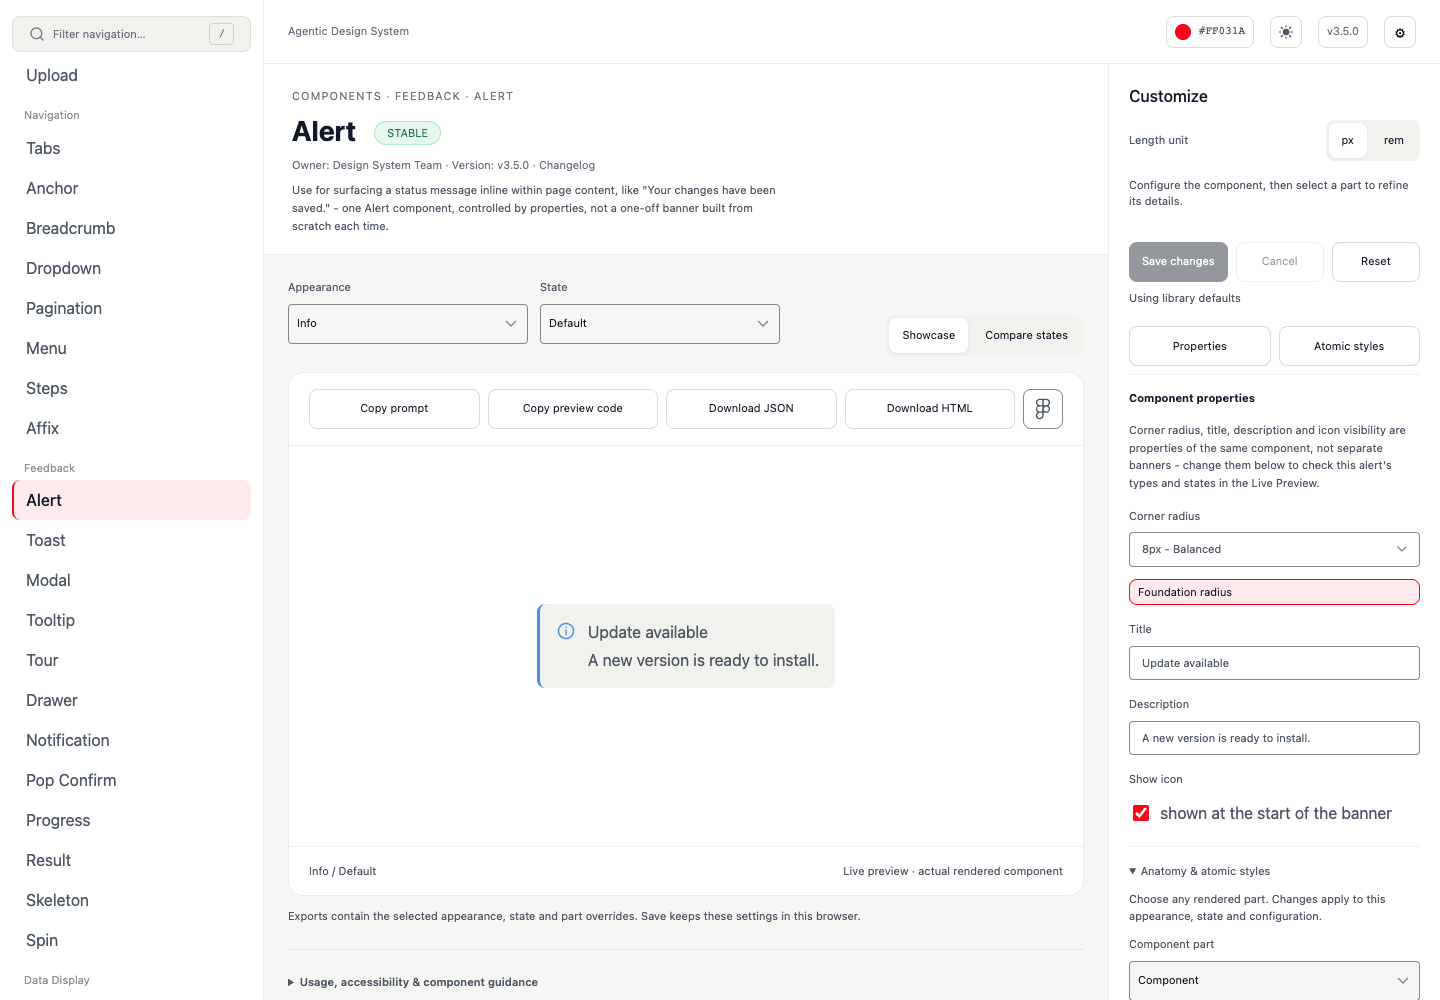 Filter navigation...
/
Upload
Navigation
Tabs
Anchor
Breadcrumb
Dropdown
Pagination
Menu
Steps
Affix
Feedback
Alert
Toast
Modal
Tooltip
Tour
Drawer
Notification
Pop Confirm
Progress
Result
Skeleton
Spin
Data Display
Agentic Design System
#FF031A
v3.5.0
COMPONENTS · FEEDBACK · ALERT
Alert
STABLE
Owner: Design System Team · Version: v3.5.0 · Changelog
Use for surfacing a status message inline within page content, like "Your changes have been
saved." - one Alert component, controlled by properties, not a one-off banner built from
scratch each time.
Appearance
State
Info
Default
Showcase
Compare states
Copy prompt
Copy preview code
Download JSON
Download HTML
Update available
A new version is ready to install.
Info / Default
Live preview · actual rendered component
Exports contain the selected appearance, state and part overrides. Save keeps these settings in this browser.
Usage, accessibility & component guidance
Customize
Length unit
px
rem
Configure the component, then select a part to refine
its details.
Save changes
Cancel
Reset
Using library defaults
Properties
Atomic styles
Component properties
Corner radius, title, description and icon visibility are
properties of the same component, not separate
banners - change them below to check this alert's
types and states in the Live Preview.
Corner radius
8px - Balanced
Foundation radius
Title
Update available
Description
A new version is ready to install.
Show icon
shown at the start of the banner
Anatomy & atomic styles
Choose any rendered part. Changes apply to this
appearance, state and configuration.
Component part
Component